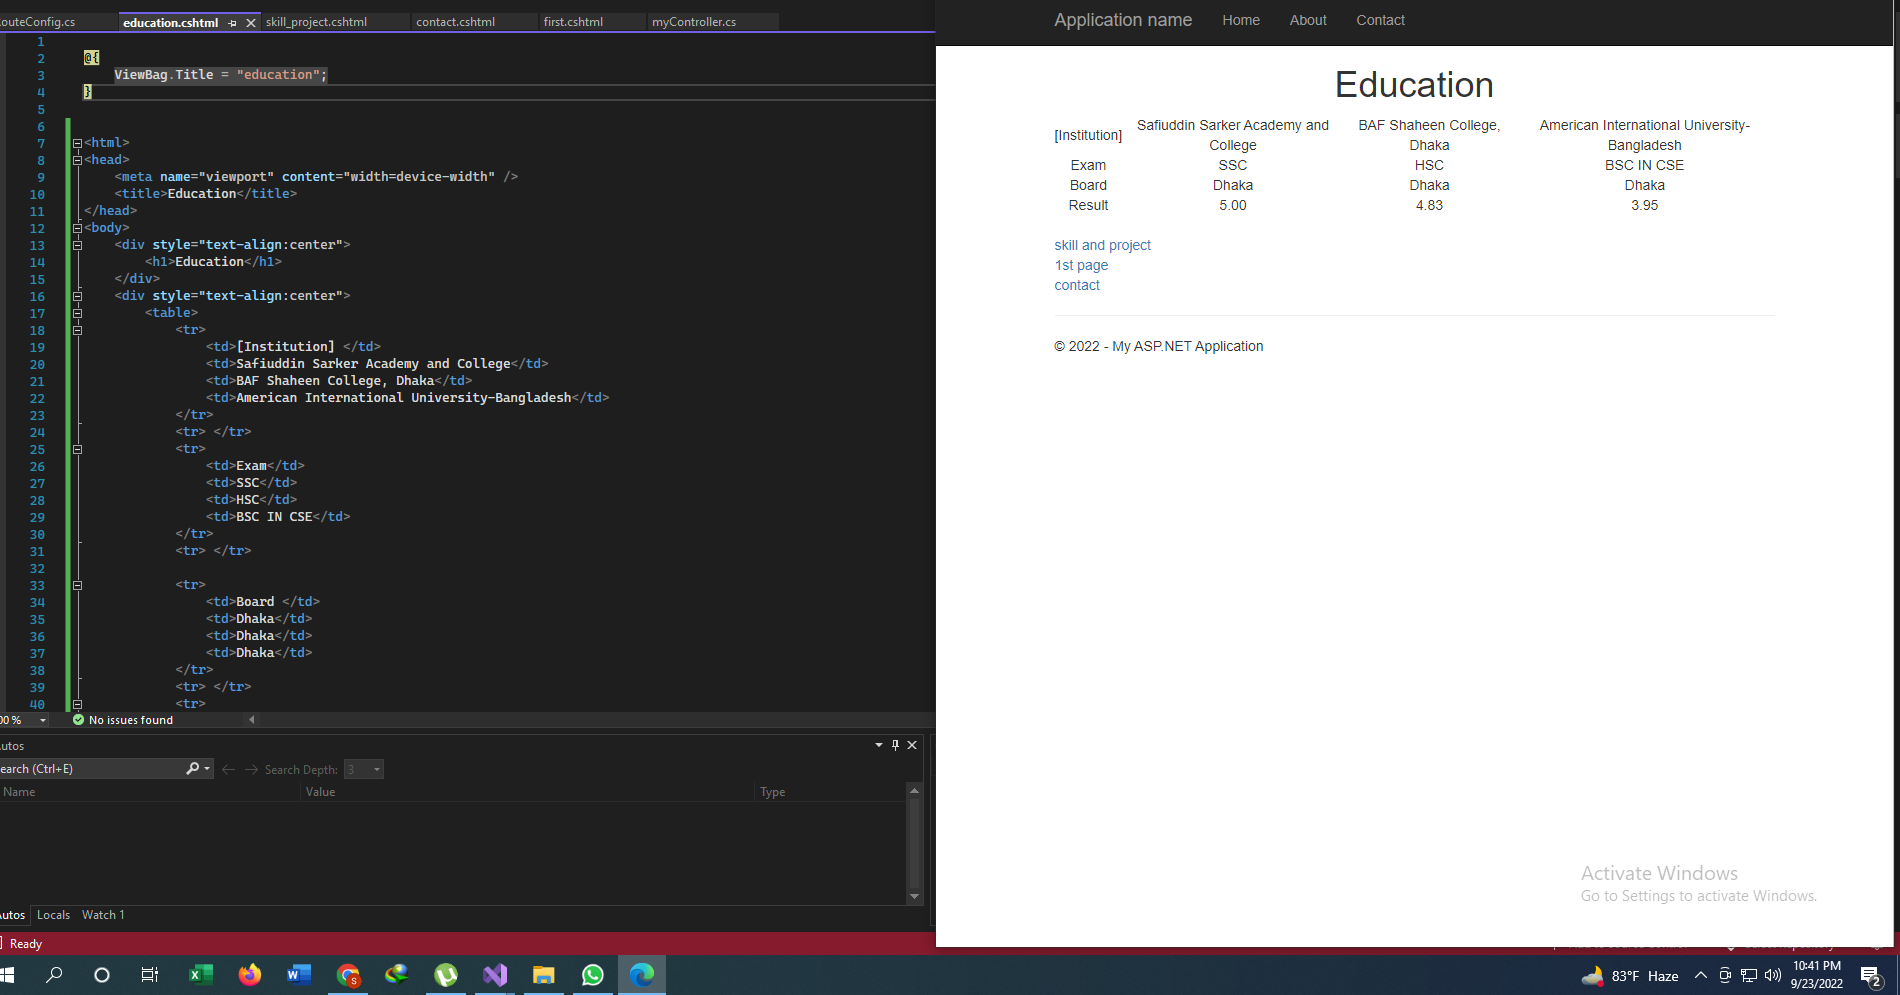 outeConfig.cs education.cshtml skill_project.cshtml contact.cshtml first.cshtml myController.cs
1
2 @{
3 ViewBag.Title = "education";
4 }
5
6
7 <html>
8 <head>
9 <meta name="viewport" content="width=device-width" />
10 <title>Education</title>
11 </head>
12 <body>
13 <div style="text-align:center">
14 <h1>Education</h1>
15 </div>
16 <div style="text-align:center">
17 <table>
18 <tr>
19 <td>[Institution] </td>
20 <td>Safiuddin Sarker Academy and College</td>
21 <td>BAF Shaheen College, Dhaka</td>
22 <td>American International University-Bangladesh</td>
23 </tr>
24 <tr> </tr>
25 <tr>
26 <td>Exam</td>
27 <td>SSC</td>
28 <td>HSC</td>
29 <td>BSC IN CSE</td>
30 </tr>
31 <tr> </tr>
32
33 <tr>
34 <td>Board </td>
35 <td>Dhaka</td>
36 <td>Dhaka</td>
37 <td>Dhaka</td>
38 </tr>
39 <tr> </tr>
40 <tr>
00 % No issues found
utos
earch (Ctrl+E) Search Depth: 3
Name Value Type
utos Locals Watch 1
Ready
Application name Home About Contact
Education
[Institution] Safiuddin Sarker Academy and College BAF Shaheen College, Dhaka American International University-Bangladesh
Exam SSC HSC BSC IN CSE
Board Dhaka Dhaka Dhaka
Result 5.00 4.83 3.95
skill and project
1st page
contact
© 2022 - My ASP.NET Application
Activate Windows
Go to Settings to activate Windows.
83°F Haze 10:41 PM
9/23/2022 2